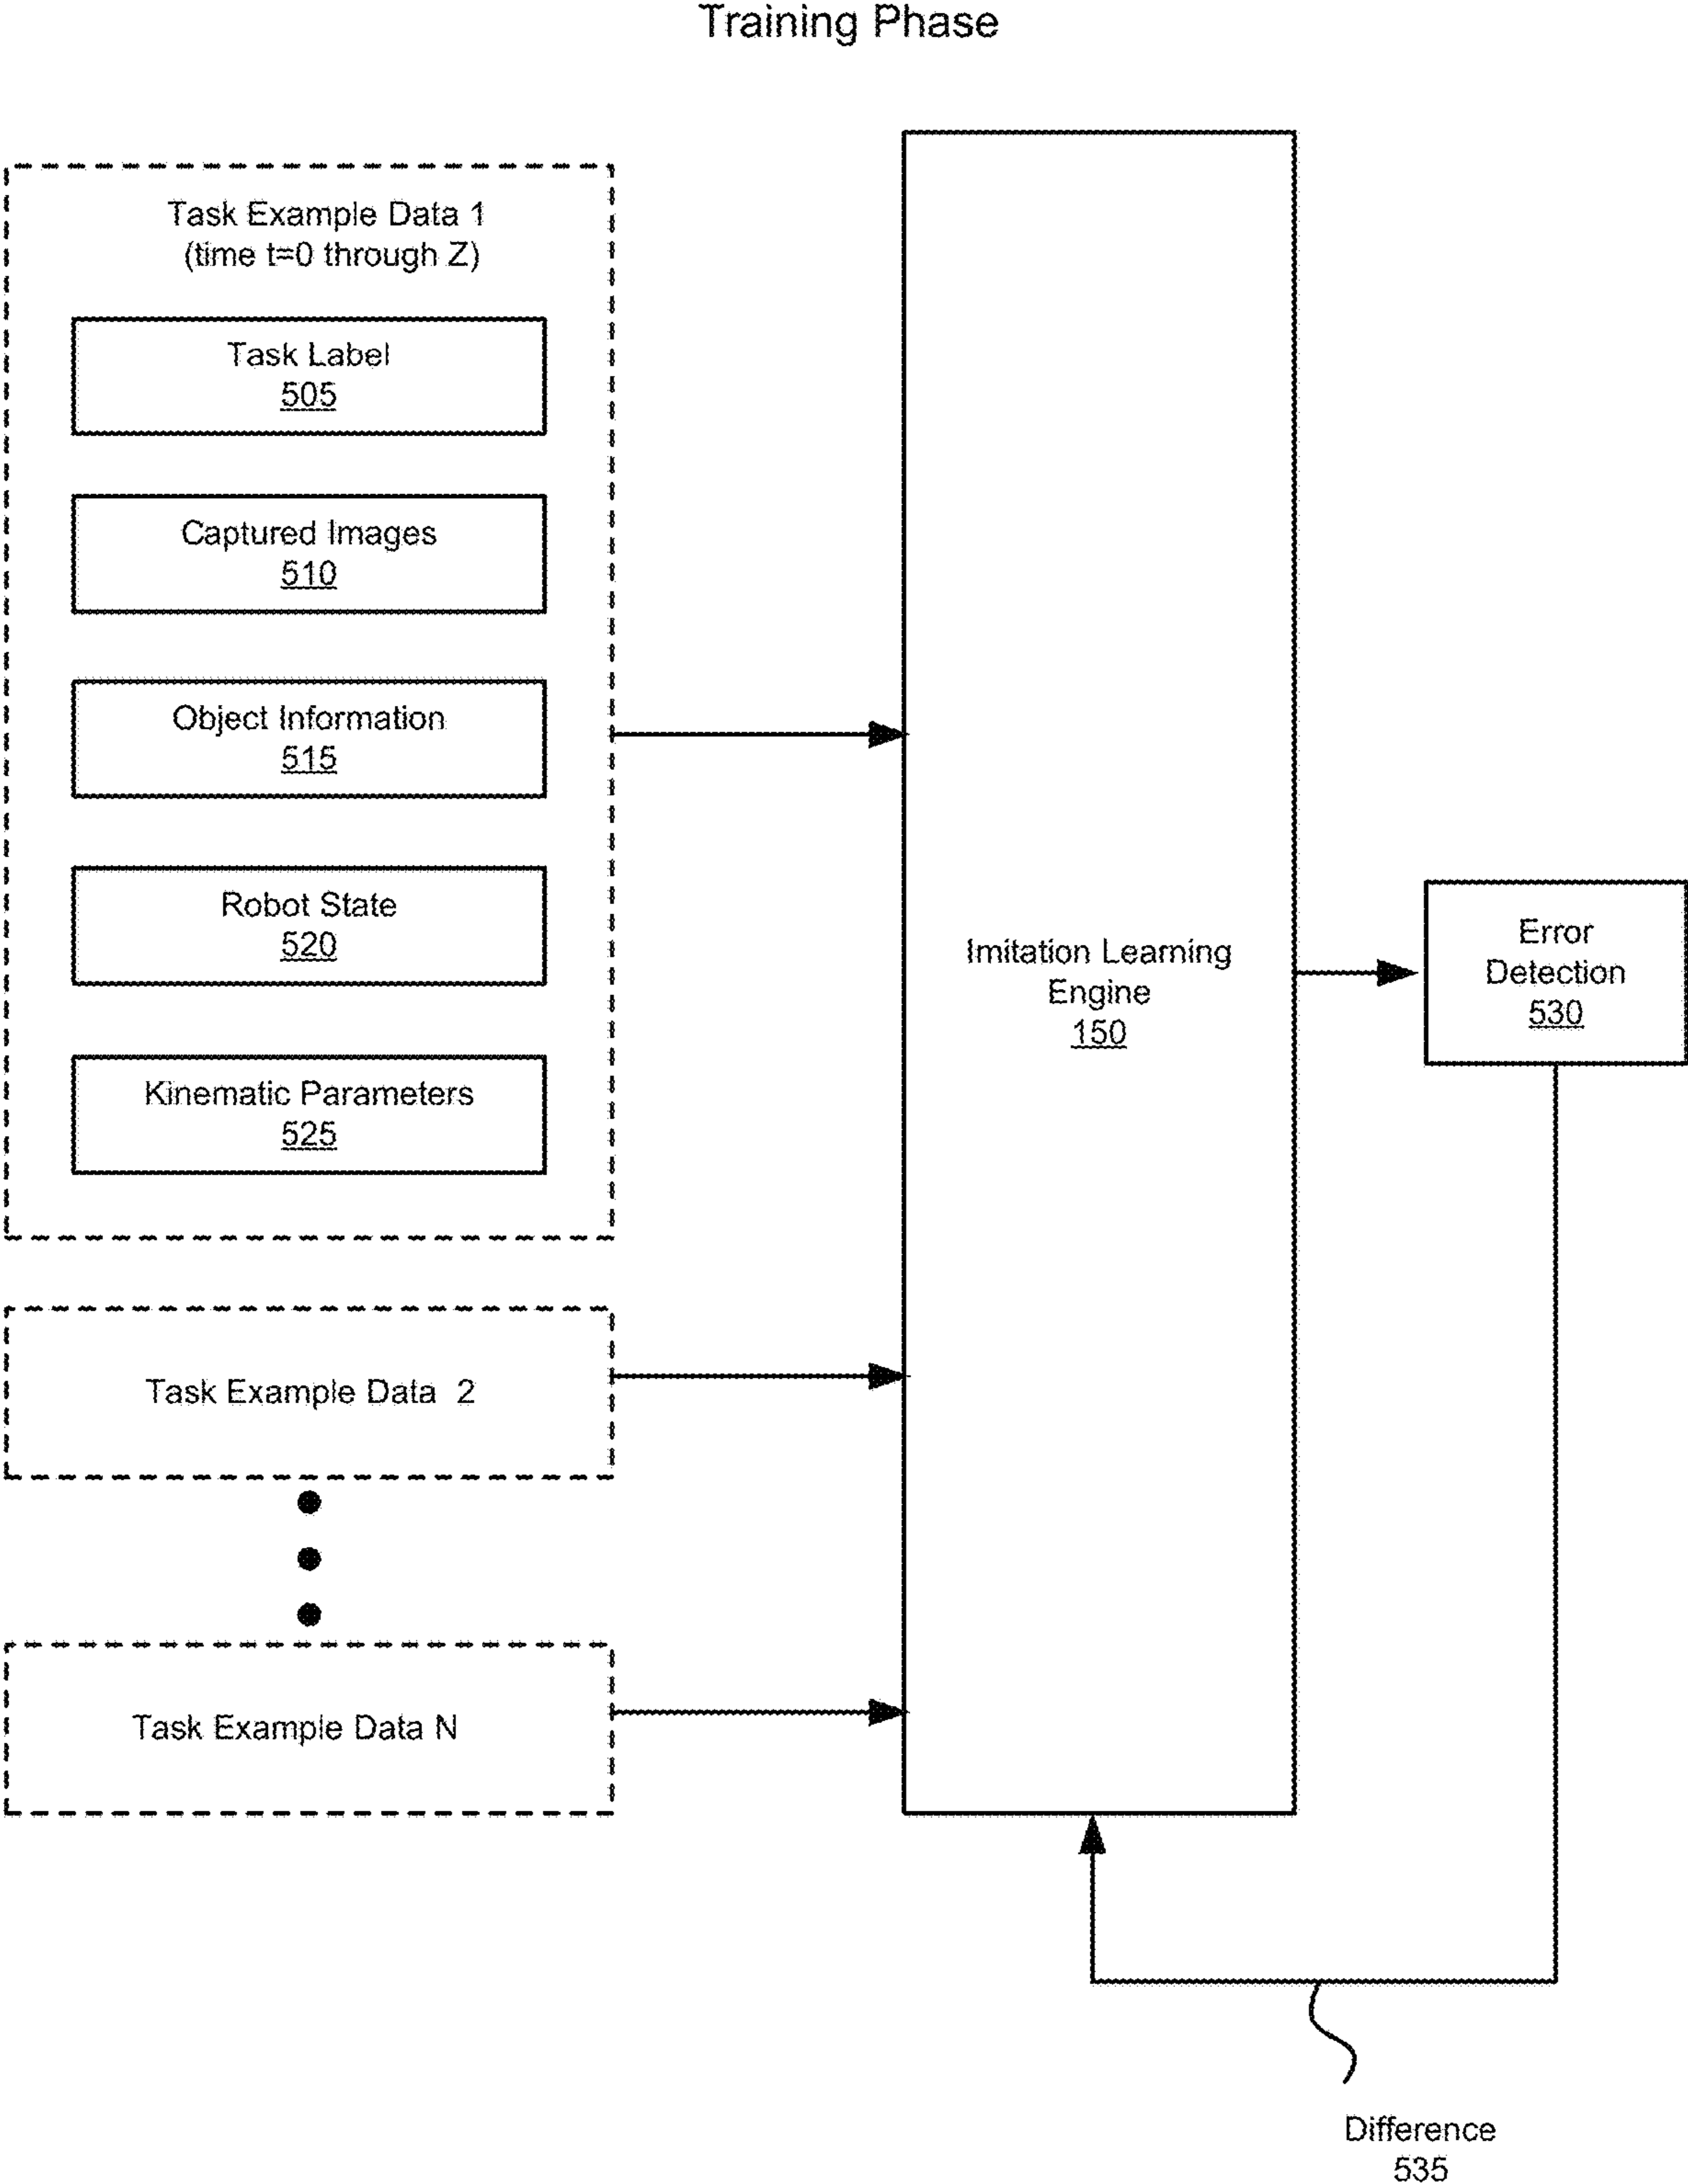 Training Phase
Task Example Data 1
(time t=0 through Z)
Task Label
505
Captured Images
510
Object Information
515
Robot State
520
Kinematic Parameters
525
Task Example Data 2
Task Example Data N
Imitation Learning
Engine
150
Error
Detection
530
Difference
535